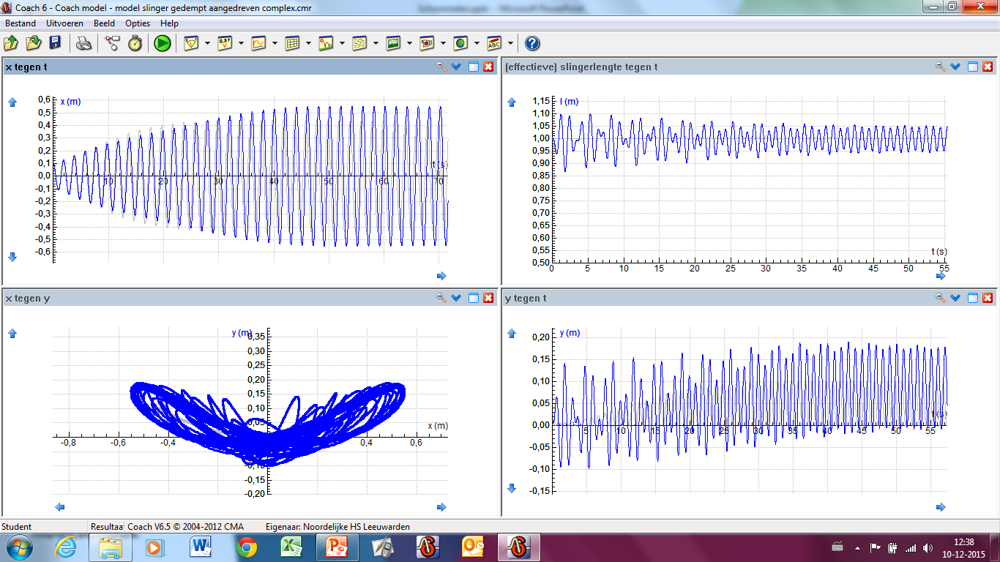 Coach 6 - Coach model - model slinger gedempt aangedreven complex.cmr
Bestand Uitvoeren Beeld Opties Help
0.37
ABC
x tegen t
0,6 x (m)
0,5
0,4
0,3
0,2
0,1 t (s)
0,0
10 20 30 40 50 60 70
-0,1
-0,2
-0,3
-0,4
-0,5
-0,6
(effectieve) slingerlengte tegen t
1,15 l (m)
1,10
1,05
1,00
0,95
0,90
0,85
0,80
0,75
0,70
0,65
0,60
0,55 t (s)
0,50
0 5 10 15 20 25 30 35 40 45 50 55
x tegen y
y (m)
0,35
0,30
0,25
0,20
0,15
0,10
0,05 x (m)
-0,8 -0,4 0,4 0,6
-0,10
-0,15
-0,20
y tegen t
0,20 y (m)
0,15
0,10
0,05 t (s)
0,00
5 10 15 20 25 30 35 40 45 50 55
-0,05
-0,10
-0,15
Student Resultaa Coach V6.5 © 2004-2012 CMA Eigenaar: Noordelijke HS Leeuwarden
12:38
10-12-2015